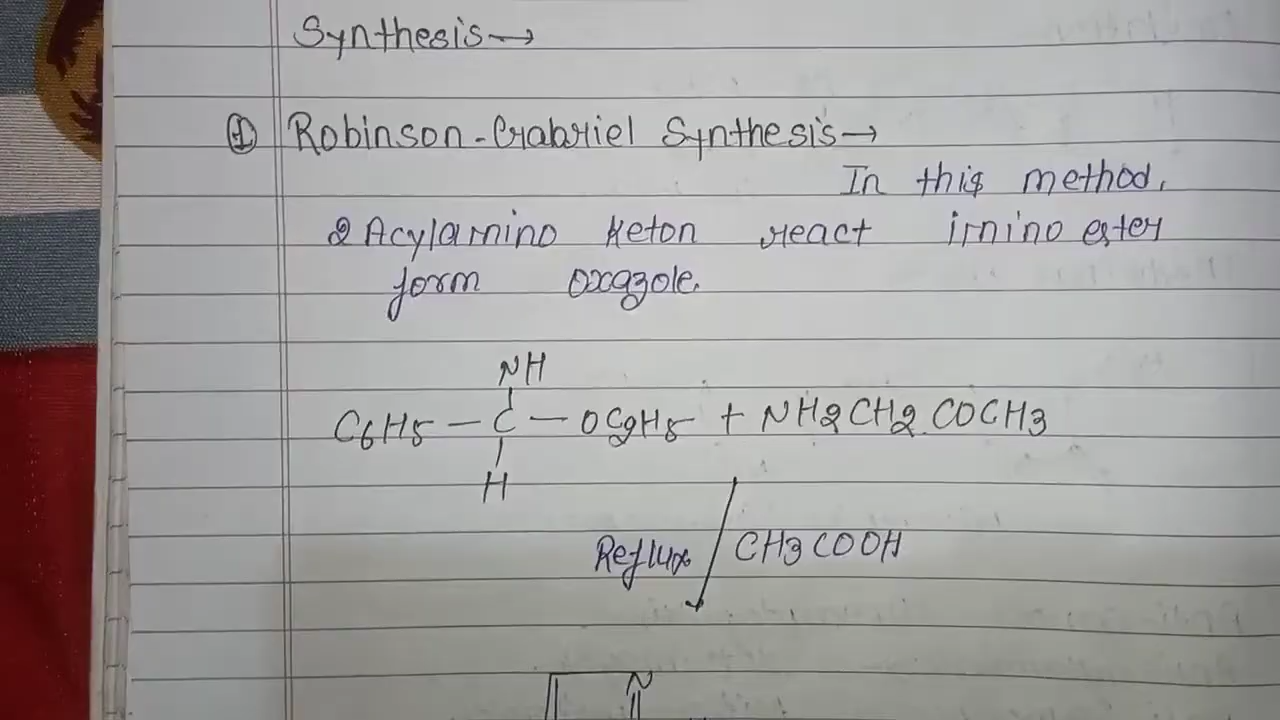 Synthesis→
① Robinson-Gabriel Synthesis→
In this method,
2 Acylamino Keton react imino ester
form oxazole.
NH
C6H5 — C — OC2H5 + NH2CH2COCH3
H
Reflux CH3COOH
N